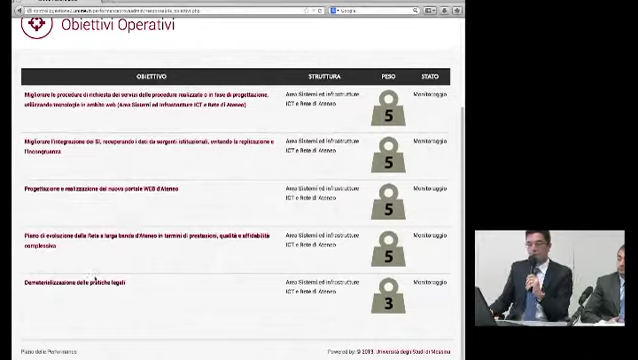 Obiettivi Operativi
OBIETTIVO STRUTTURA PESO STATO
Migliorare le procedure di richiesta dei servizi delle procedure realizzate o in fase di progettazione, Area Sistemi ed Infrastrutture 5 Monitoraggio
utilizzando tecnologie in ambito web (Area Sistemi ed Infrastrutture ICT e Rete di Ateneo) ICT e Rete di Ateneo
Migliorare l'integrazione dei SI, recuperando i dati da sorgenti istituzionali, evitando la replicazione e Area Sistemi ed Infrastrutture 5 Monitoraggio
l'incongruenza ICT e Rete di Ateneo
Progettazione e realizzazione del nuovo portale WEB d'Ateneo Area Sistemi ed Infrastrutture 5 Monitoraggio
ICT e Rete di Ateneo
Piano di evoluzione della Rete a larga banda d'Ateneo in termini di prestazioni, qualità e affidabilità Area Sistemi ed Infrastrutture 5 Monitoraggio
complessiva ICT e Rete di Ateneo
Dematerializzazione delle pratiche legali Area Sistemi ed Infrastrutture 3 Monitoraggio
ICT e Rete di Ateneo
Piano delle Performance Powered by: © 2013, Università degli Studi di Messina